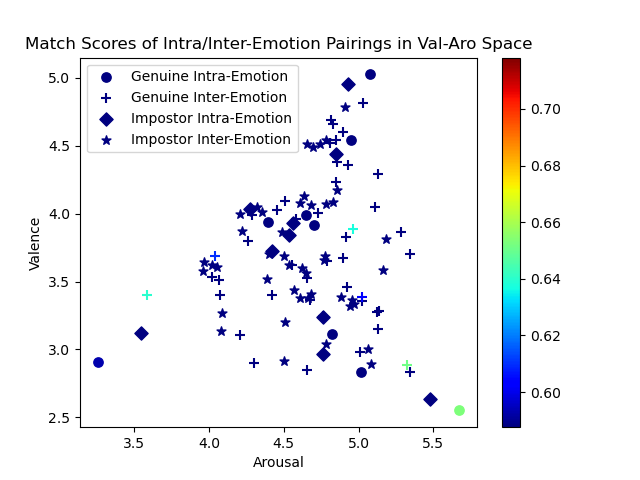 Match Scores of Intra/Inter-Emotion Pairings in Val-Aro Space
Genuine Intra-Emotion
Genuine Inter-Emotion
Impostor Intra-Emotion
Impostor Inter-Emotion
5.0
4.5
4.0
3.5
3.0
2.5
Valence
3.5 4.0 4.5 5.0 5.5
Arousal
0.70
0.68
0.66
0.64
0.62
0.60